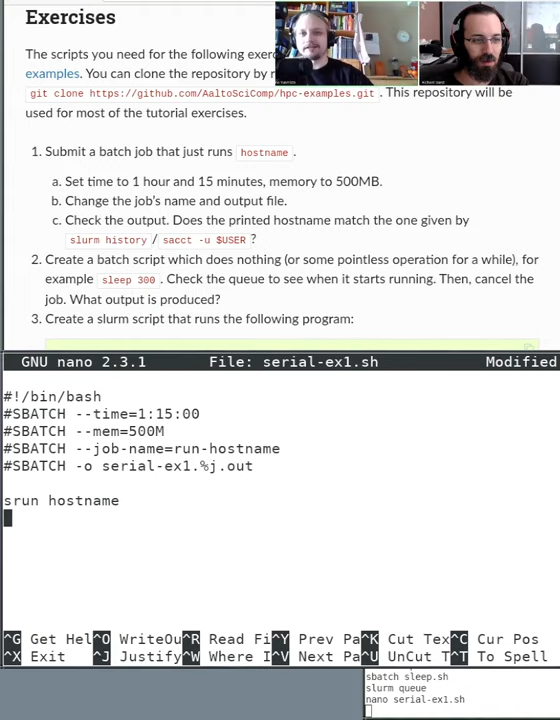 Exercises
The scripts you need for the following exer
examples. You can clone the repository by r
git clone https://github.com/AaltoSciComp/hpc-examples.git . This repository will be
used for most of the tutorial exercises.
1. Submit a batch job that just runs hostname .
a. Set time to 1 hour and 15 minutes, memory to 500MB.
b. Change the job's name and output file.
c. Check the output. Does the printed hostname match the one given by
slurm history / sacct -u $USER ?
2. Create a batch script which does nothing (or some pointless operation for a while), for
example sleep 300 . Check the queue to see when it starts running. Then, cancel the
job. What output is produced?
3. Create a slurm script that runs the following program:
GNU nano 2.3.1 File: serial-ex1.sh Modified
#!/bin/bash
#SBATCH --time=1:15:00
#SBATCH --mem=500M
#SBATCH --job-name=run-hostname
#SBATCH -o serial-ex1.%j.out
srun hostname
^G Get Hel^O WriteOu^R Read Fi^Y Prev Pa^K Cut Tex^C Cur Pos
^X Exit ^J Justify^W Where I^V Next Pa^U UnCut T^T To Spell
sbatch sleep.sh
slurm queue
nano serial-ex1.sh